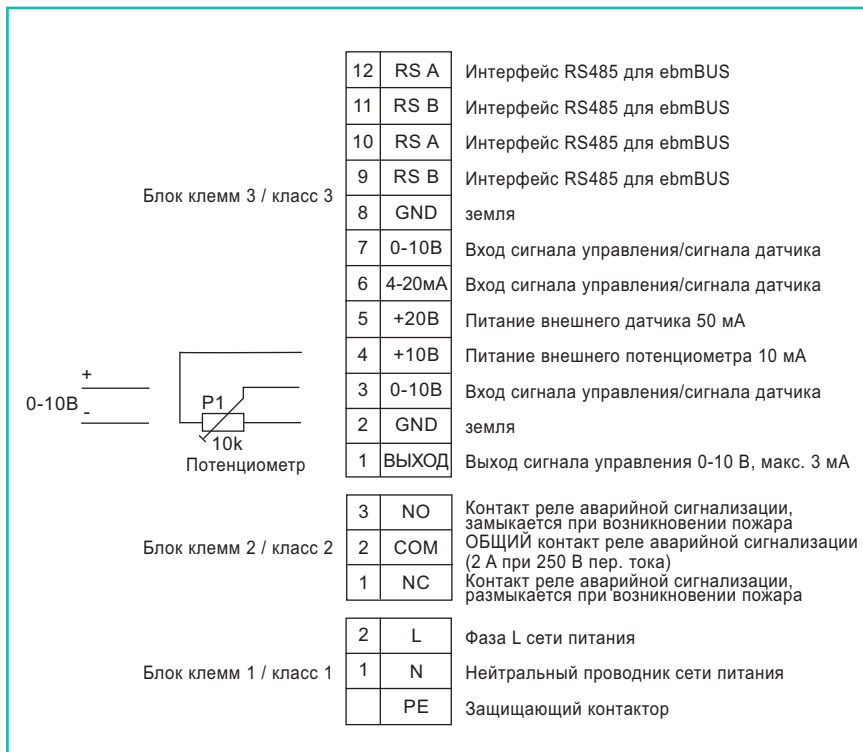 12 RS A Интерфейс RS485 для ebmBUS
11 RS B Интерфейс RS485 для ebmBUS
10 RS A Интерфейс RS485 для ebmBUS
9 RS B Интерфейс RS485 для ebmBUS
Блок клемм 3 / класс 3
8 GND земля
7 0-10В Вход сигнала управления/сигнала датчика
6 4-20мА Вход сигнала управления/сигнала датчика
5 +20В Питание внешнего датчика 50 мА
4 +10В Питание внешнего потенциометра 10 мА
3 0-10В Вход сигнала управления/сигнала датчика
2 GND земля
1 ВЫХОД Выход сигнала управления 0-10 В, макс. 3 мА
+
0-10В
-
P1
10k
Потенциометр
3 NO Контакт реле аварийной сигнализации,
замыкается при возникновении пожара
Блок клемм 2 / класс 2
2 COM ОБЩИЙ контакт реле аварийной сигнализации
(2 А при 250 В пер. тока)
1 NC Контакт реле аварийной сигнализации,
размыкается при возникновении пожара
2 L Фаза L сети питания
Блок клемм 1 / класс 1
1 N Нейтральный проводник сети питания
PE Защищающий контактор